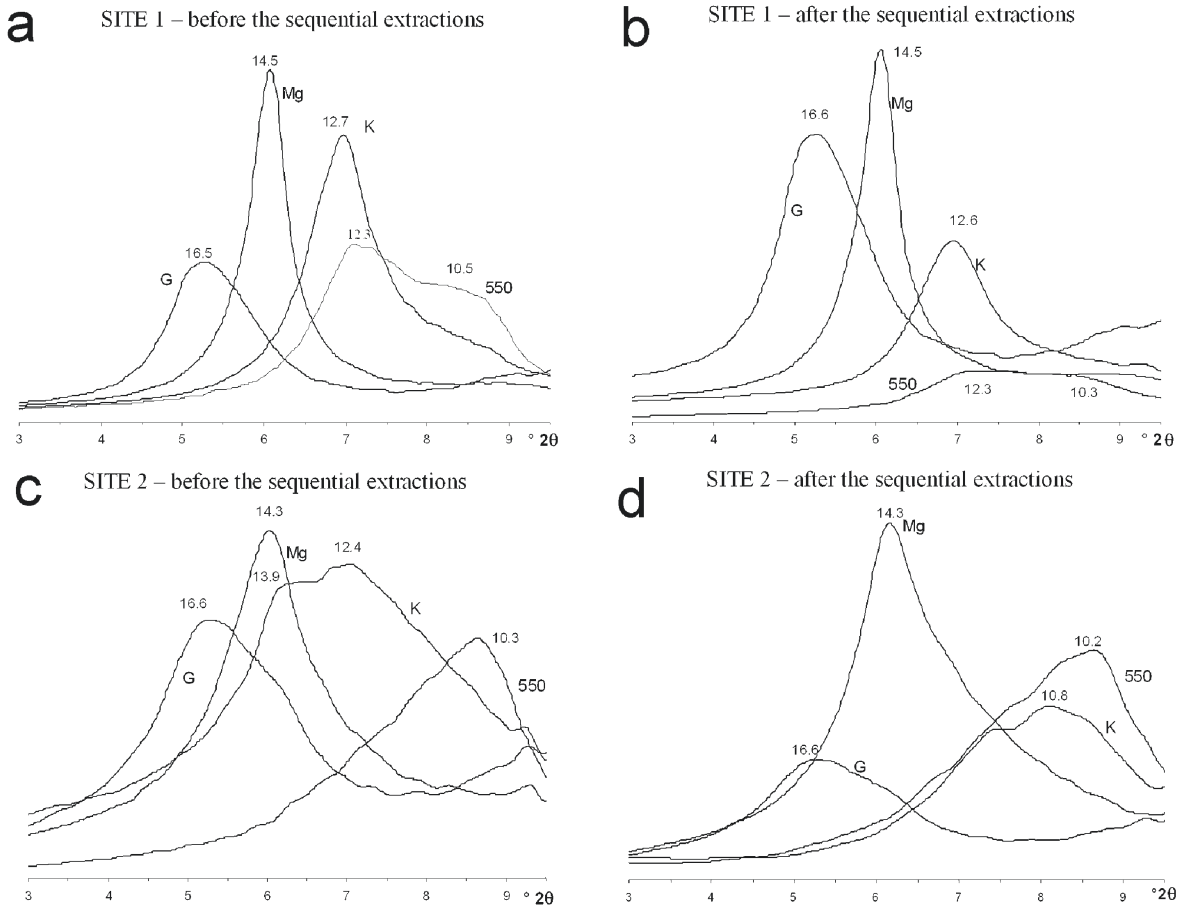 a
SITE 1 – before the sequential extractions
14.5
Mg
12.7
K
12.3
16.5
G
10.5
550
3 4 5 6 7 8 9 ° 2θ
b
SITE 1 – after the sequential extractions
14.5
Mg
16.6
G
12.6
K
550
12.3
10.3
3 4 5 6 7 8 9 ° 2θ
c
SITE 2 – before the sequential extractions
14.3
Mg
12.4
13.9
16.6
K
10.3
G
550
3 4 5 6 7 8 9 °2θ
d
SITE 2 – after the sequential extractions
14.3
Mg
10.2
550
10.8
K
16.6
G
3 4 5 6 7 8 9 °2θ